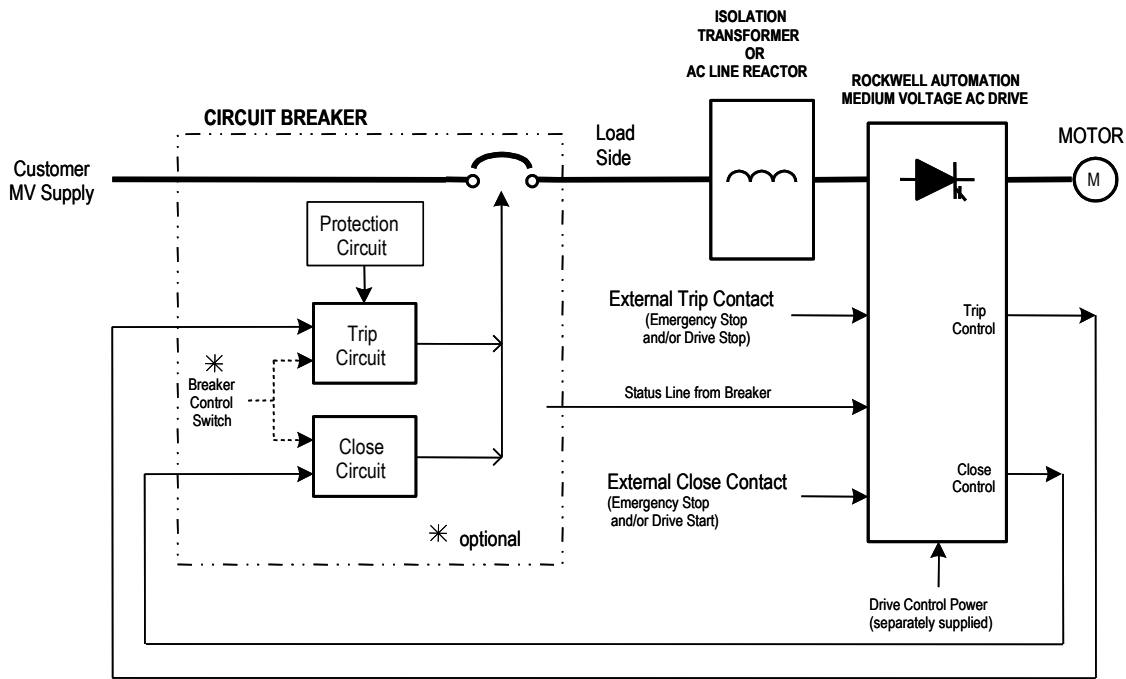 ISOLATION
TRANSFORMER
OR
AC LINE REACTOR
ROCKWELL AUTOMATION
MEDIUM VOLTAGE AC DRIVE
CIRCUIT BREAKER
Load
Side
MOTOR
Customer
MV Supply
M
Protection
Circuit
Trip
Circuit
External Trip Contact
(Emergency Stop
and/or Drive Stop)
Trip
Control
Breaker
Control
Switch
Status Line from Breaker
Close
Circuit
External Close Contact
(Emergency Stop
and/or Drive Start)
Close
Control
optional
Drive Control Power
(separately supplied)